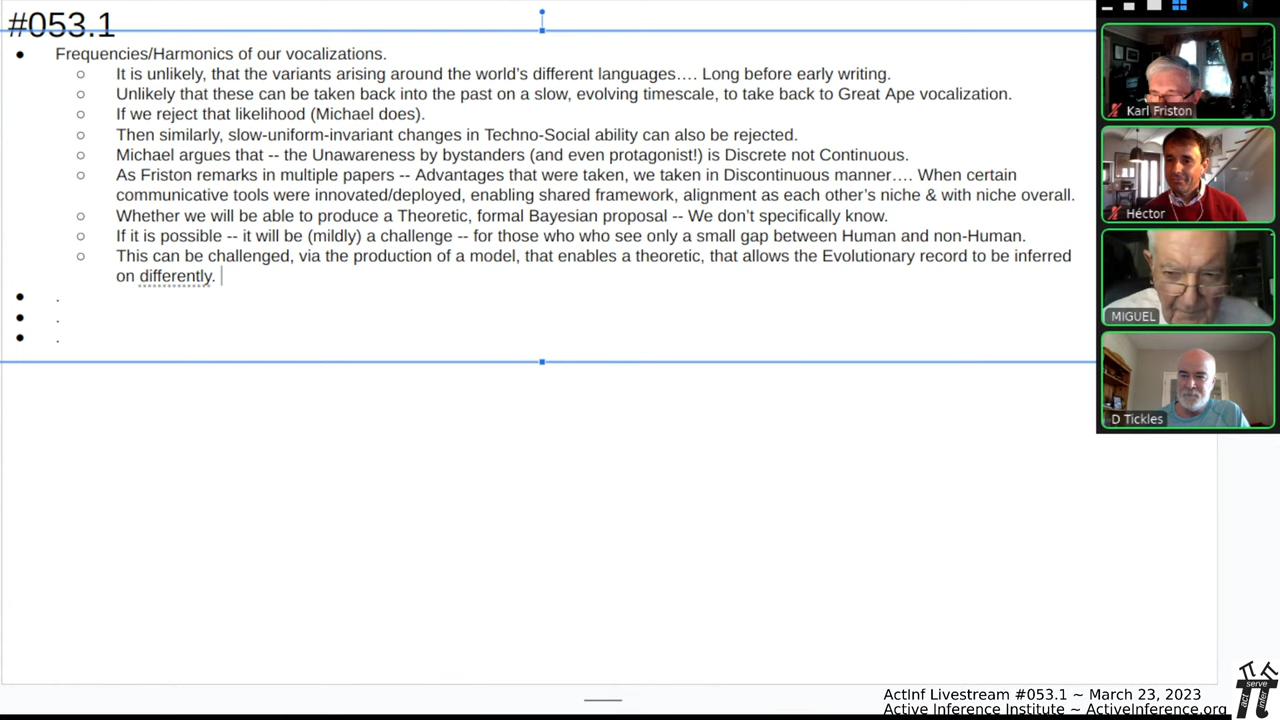 #053.1
● Frequencies/Harmonics of our vocalizations.
○ It is unlikely, that the variants arising around the world's different languages…. Long before early writing.
○ Unlikely that these can be taken back into the past on a slow, evolving timescale, to take back to Great Ape vocalization.
○ If we reject that likelihood (Michael does).
○ Then similarly, slow-uniform-invariant changes in Techno-Social ability can also be rejected.
○ Michael argues that -- the Unawareness by bystanders (and even protagonist!) is Discrete not Continuous.
○ As Friston remarks in multiple papers -- Advantages that were taken, we taken in Discontinuous manner…. When certain
communicative tools were innovated/deployed, enabling shared framework, alignment as each other's niche & with niche overall.
○ Whether we will be able to produce a Theoretic, formal Bayesian proposal -- We don't specifically know.
○ If it is possible -- it will be (mildly) a challenge -- for those who who see only a small gap between Human and non-Human.
○ This can be challenged, via the production of a model, that enables a theoretic, that allows the Evolutionary record to be inferred
on differently.
● .
● .
● .
Karl Friston
Héctor
MIGUEL
D Tickles
ActInf Livestream #053.1 ~ March 23, 2023
Active Inference Institute ~ ActiveInference.org
serve
act
infer